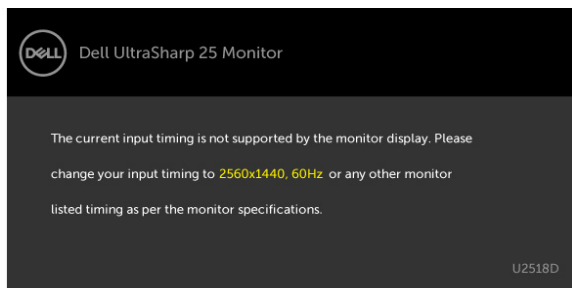 DELL
Dell UltraSharp 25 Monitor
The current input timing is not supported by the monitor display. Please
change your input timing to 2560x1440, 60Hz or any other monitor
listed timing as per the monitor specifications.
U2518D